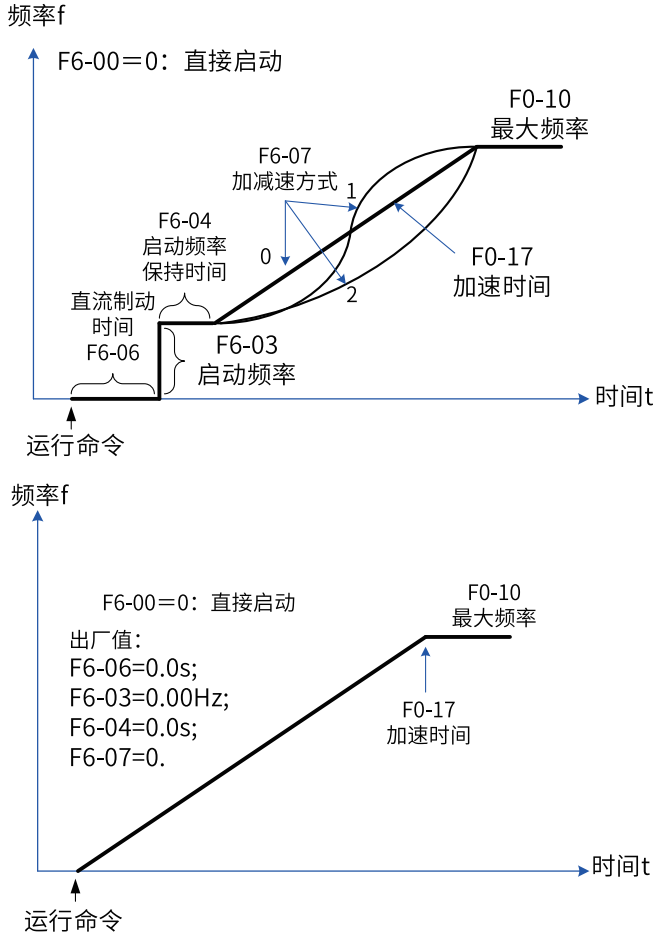 频率f
F6-00＝0：直接启动
F0-10
最大频率
F6-07
加减速方式
1
F6-04
启动频率
保持时间
0
F0-17
加速时间
2
直流制动
时间
F6-06
F6-03
启动频率
时间t
运行命令
频率f
F6-00＝0：直接启动
F0-10
最大频率
出厂值：
F6-06=0.0s;
F6-03=0.00Hz;
F6-04=0.0s;
F6-07=0.
F0-17
加速时间
时间t
运行命令